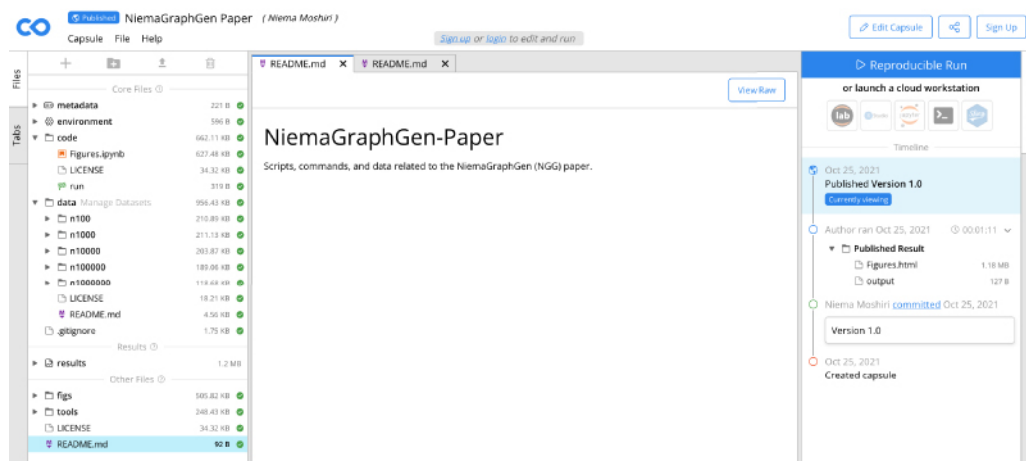 Published NiemaGraphGen Paper ( Niema Moshiri )
Capsule File Help
Sign up or login to edit and run
Edit Capsule
Sign Up
Files
Tabs
Core Files
metadata 221 B
environment 596 B
code 662.11 KB
Figures.ipynb 627.48 KB
LICENSE 34.32 KB
run 319 B
data Manage Datasets 956.43 KB
n100 210.89 KB
n1000 211.13 KB
n10000 203.87 KB
n100000 189.06 KB
n1000000 118.68 KB
LICENSE 18.21 KB
README.md 4.56 KB
.gitignore 1.75 KB
Results
results 1.2 MB
Other Files
figs 505.82 KB
tools 248.43 KB
LICENSE 34.32 KB
README.md 92 B
README.md X README.md X
View Raw
NiemaGraphGen-Paper
Scripts, commands, and data related to the NiemaGraphGen (NGG) paper.
Reproducible Run
or launch a cloud workstation
lab
Timeline
Oct 25, 2021
Published Version 1.0
Currently viewing
Author ran Oct 25, 2021 00:01:11
Published Result
Figures.html 1.18 MB
output 127 B
Niema Moshiri committed Oct 25, 2021
Version 1.0
Oct 25, 2021
Created capsule